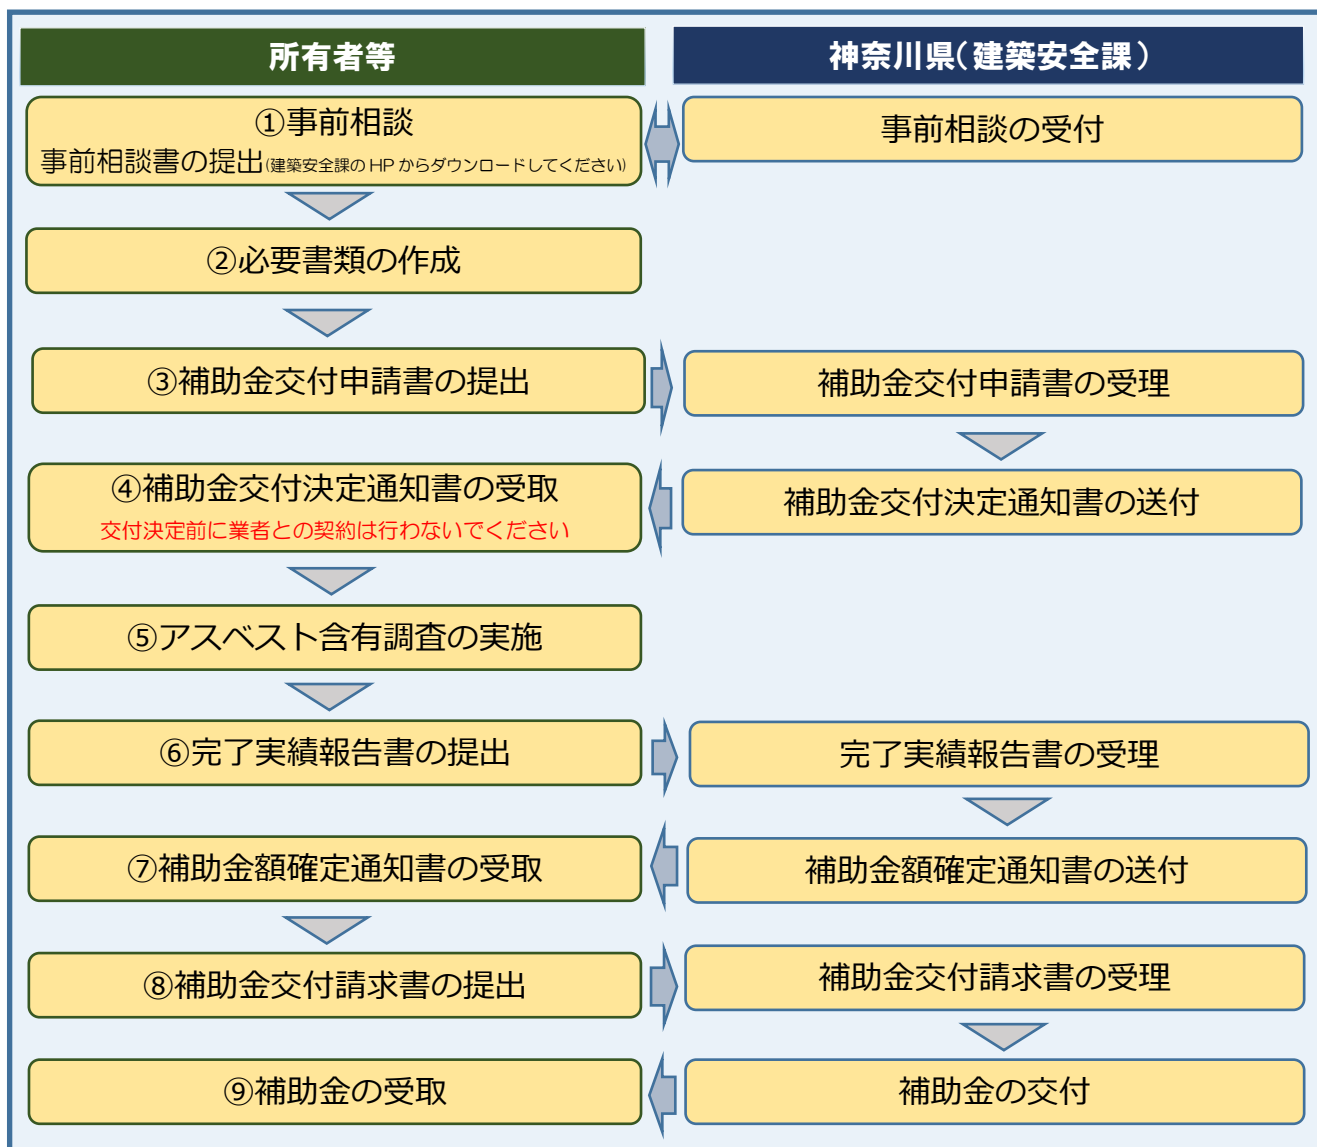 所有者等
神奈川県(建築安全課)
①事前相談
事前相談書の提出(建築安全課のHPからダウンロードしてください)
事前相談の受付
②必要書類の作成
③補助金交付申請書の提出
補助金交付申請書の受理
④補助金交付決定通知書の受取
交付決定前に業者との契約は行わないでください
補助金交付決定通知書の送付
⑤アスベスト含有調査の実施
⑥完了実績報告書の提出
完了実績報告書の受理
⑦補助金額確定通知書の受取
補助金額確定通知書の送付
⑧補助金交付請求書の提出
補助金交付請求書の受理
⑨補助金の受取
補助金の交付